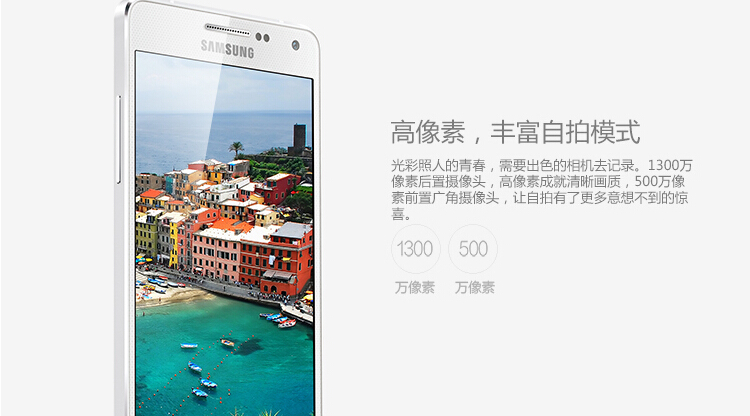 SAMSUNG
高像素，丰富自拍模式
光彩照人的青春，需要出色的相机去记录。1300万
像素后置摄像头，高像素成就清晰画质，500万像
素前置广角摄像头，让自拍有了更多意想不到的惊
喜。
1300 500
万像素 万像素